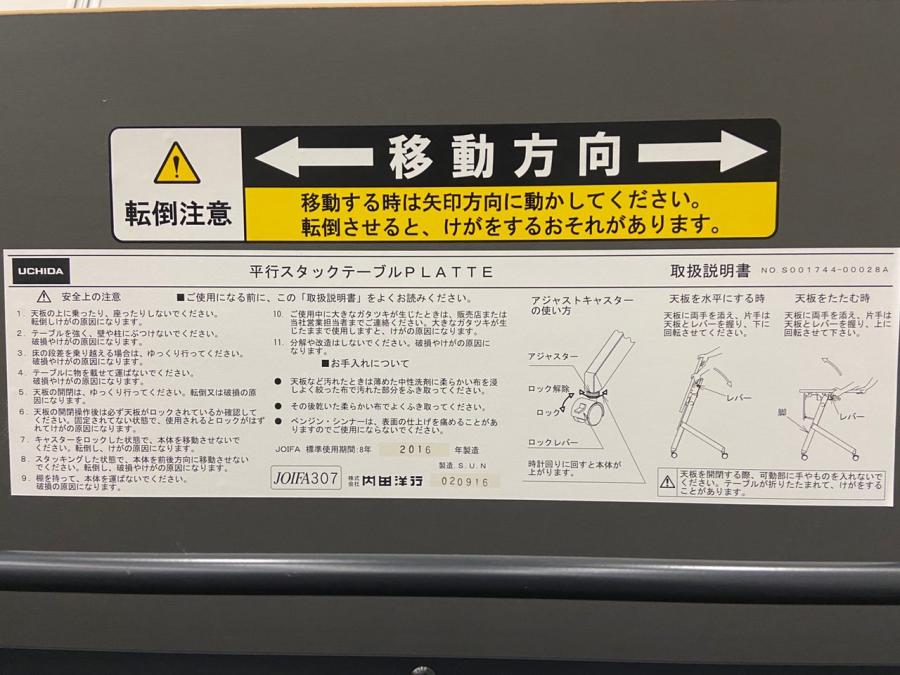 移動方向
転倒注意
移動する時は矢印方向に動かしてください。
転倒させると、けがをするおそれがあります。
UCHIDA
平行スタックテーブルPLATTE
取扱説明書 NO.S001744-00028A
安全上の注意
■ご使用になる前に、この「取扱説明書」をよくお読みください。
1. 天板の上に乗ったり、座ったりしないでください。
転倒しけがの原因になります。
2. テーブルを強く、壁や柱にぶつけないでください。
破損やけがの原因になります。
3. 床の段差を乗り越える場合は、ゆっくり行ってください。
破損やけがの原因になります。
4. テーブルに物を載せて運ばないでください。
破損やけがの原因になります。
5. 天板の開閉は、ゆっくり行ってください。転倒又は破損の原
因になります。
6. 天板の開閉操作後は必ず天板がロックされているか確認して
ください。固定されてない状態で、使用されるとロックがはず
れてけがの原因になります。
7. キャスターをロックした状態で、本体を移動させないで
ください。転倒し、けがの原因になります。
8. スタッキングした状態で、本体を前後方向に移動させない
でください。転倒し、破損やけがの原因になります。
9. 棚を持って、本体を運ばないでください。
破損の原因になります。
10. ご使用中に大きなガタツキが生じたときは、販売店または
当社営業担当者までご連絡ください。大きなガタツキが生
じたままで使用しますと、けがの原因になります。
11. 分解や改造はしないでください。破損やけがの原因に
なります。
■お手入れについて
● 天板など汚れたときは薄めた中性洗剤に柔らかい布を浸
しよく絞った布で汚れた部分をふき取ってください。
● その後乾いた柔らかい布でよくふき取ってください。
● ベンジン・シンナーは、表面の仕上げを痛めることがあ
りますのでご使用にならないでください。
JOIFA 標準使用期間:8年 2016 年製造
製造.S.U.N
JOIFA307 株式会社 内田洋行 020916
アジャストキャスター
の使い方
アジャスター
ロック解除
ロック
ロックレバー
時計回りに回すと本体が
上がります。
天板を水平にする時
天板に両手を添え、片手は
天板とレバーを握り、下に
回転させてください。
レバー
天板をたたむ時
天板に両手を添え、片手は
天板とレバーを握り、上に
回転させて下さい。
脚
レバー
天板を開閉する際、可動部に手やものを入れないで
ください。テーブルが折りたたまれて、けがをする
ことがあります。